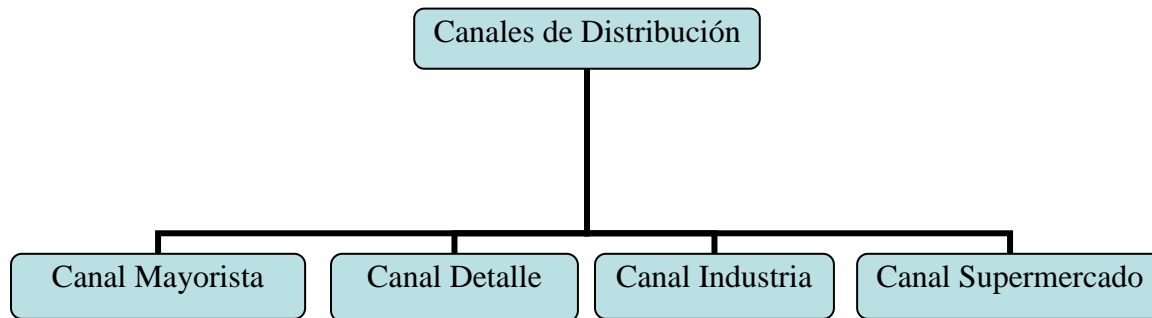 Canales de Distribución
Canal Mayorista
Canal Detalle
Canal Industria
Canal Supermercado